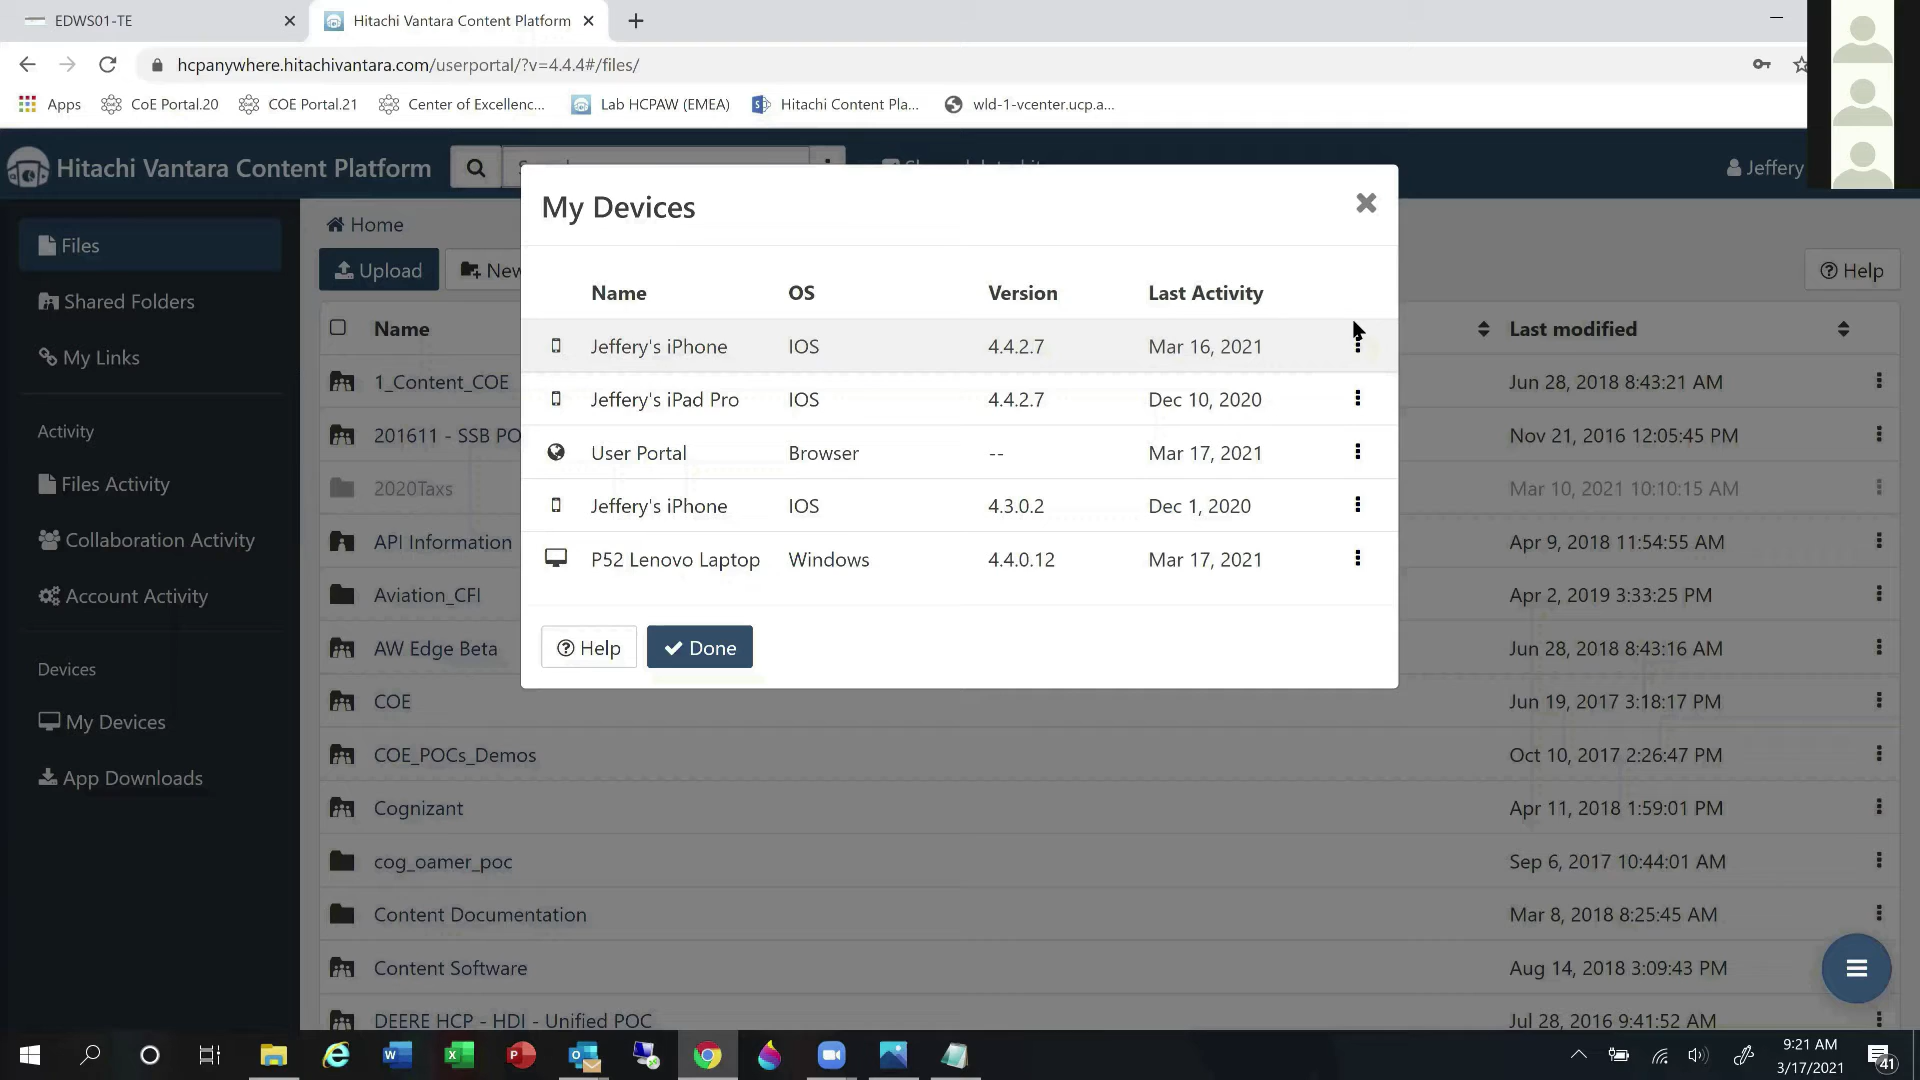 EDWS01-TE
Hitachi Vantara Content Platform
hcpanywhere.hitachivantara.com/userportal/?v=4.4.4#/files/
Apps CoE Portal.20 COE Portal.21 Center of Excellenc... Lab HCPAW (EMEA) Hitachi Content Pla... wld-1-vcenter.ucp.a...
Hitachi Vantara Content Platform
Jeffery
Files
Shared Folders
My Links
Activity
Files Activity
Collaboration Activity
Account Activity
Devices
My Devices
App Downloads
Home
Upload New
Help
Name Last modified
1_Content_COE Jun 28, 2018 8:43:21 AM
201611 - SSB PO Nov 21, 2016 12:05:45 PM
2020Taxs Mar 10, 2021 10:10:15 AM
API Information Apr 9, 2018 11:54:55 AM
Aviation_CFI Apr 2, 2019 3:33:25 PM
AW Edge Beta Jun 28, 2018 8:43:16 AM
COE Jun 19, 2017 3:18:17 PM
COE_POCs_Demos Oct 10, 2017 2:26:47 PM
Cognizant Apr 11, 2018 1:59:01 PM
cog_oamer_poc Sep 6, 2017 10:44:01 AM
Content Documentation Mar 8, 2018 8:25:45 AM
Content Software Aug 14, 2018 3:09:43 PM
DEERE HCP - HDI - Unified POC Jul 28, 2016 9:41:52 AM
My Devices
Name OS Version Last Activity
Jeffery's iPhone IOS 4.4.2.7 Mar 16, 2021
Jeffery's iPad Pro IOS 4.4.2.7 Dec 10, 2020
User Portal Browser -- Mar 17, 2021
Jeffery's iPhone IOS 4.3.0.2 Dec 1, 2020
P52 Lenovo Laptop Windows 4.4.0.12 Mar 17, 2021
Help Done
9:21 AM
3/17/2021
41